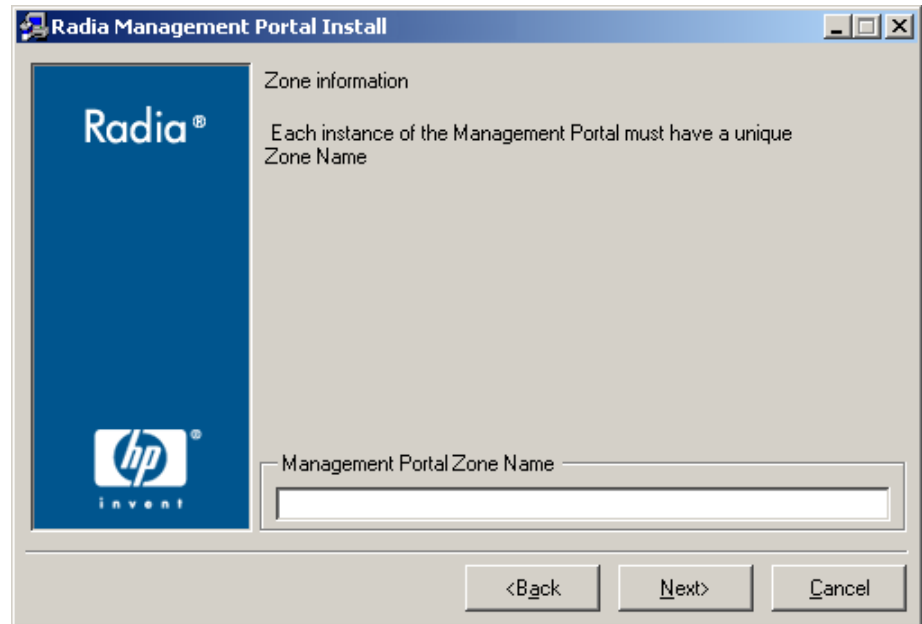 Radia Management Portal Install
Radia®
Zone information
Each instance of the Management Portal must have a unique
Zone Name
hp®
invent
Management Portal Zone Name
<Back
Next>
Cancel